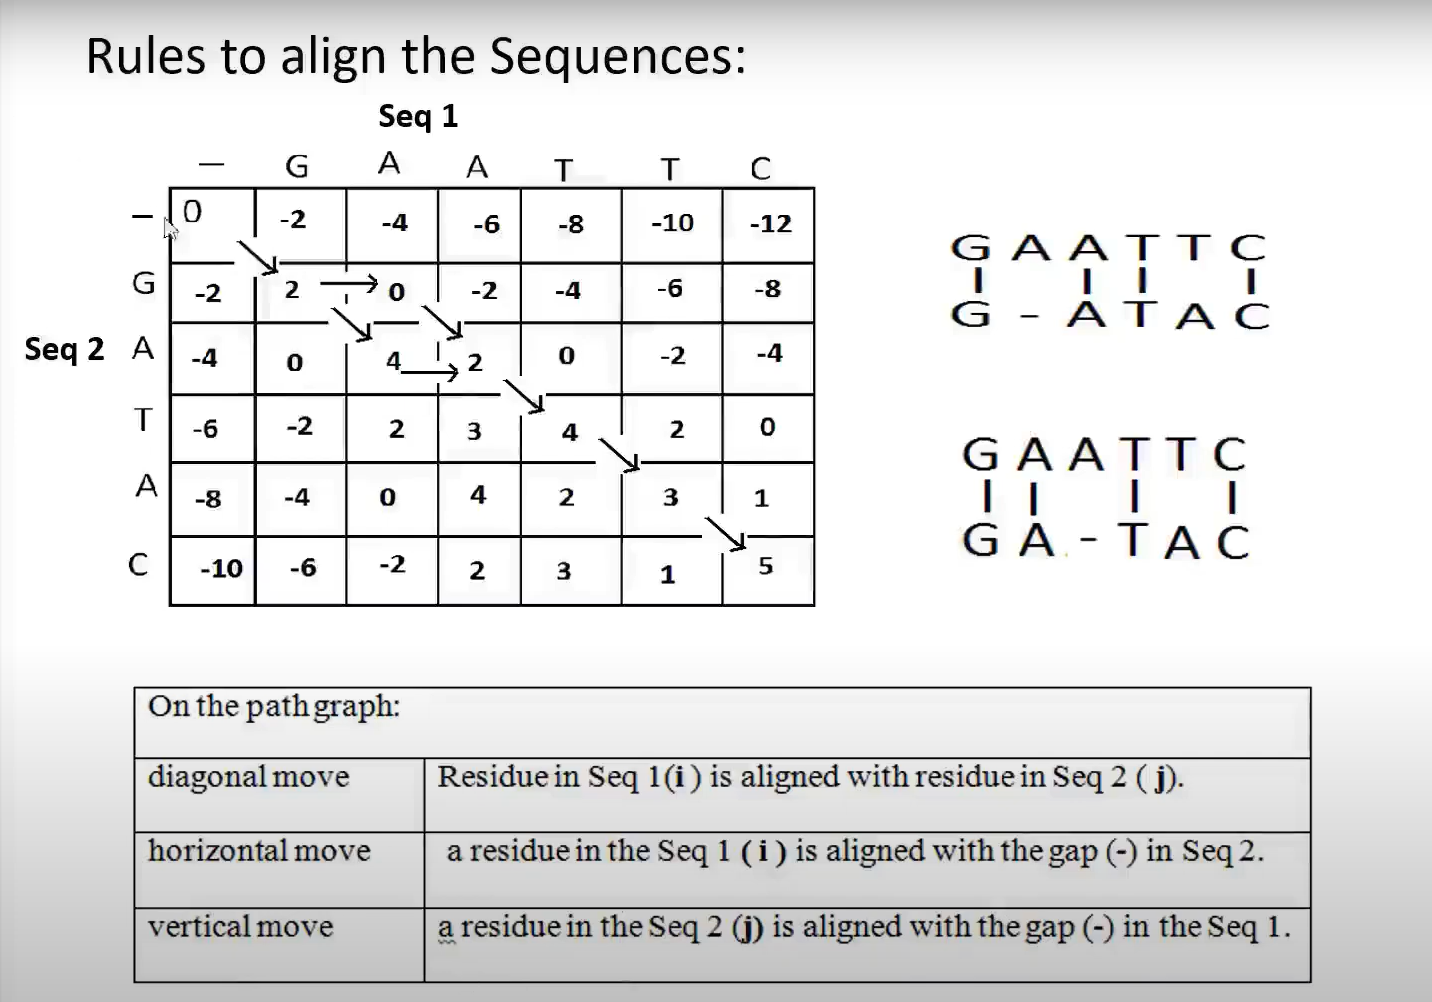 Rules to align the Sequences:
Seq 1
— G A A T T C
— 0 -2 -4 -6 -8 -10 -12
G -2 2 0 -2 -4 -6 -8
Seq 2 A -4 0 4 2 0 -2 -4
T -6 -2 2 3 4 2 0
A -8 -4 0 4 2 3 1
C -10 -6 -2 2 3 1 5
G A A T T C
G - A T A C
G A A T T C
G A - T A C
On the path graph:
diagonal move Residue in Seq 1(i ) is aligned with residue in Seq 2 ( j).
horizontal move a residue in the Seq 1 ( i ) is aligned with the gap (-) in Seq 2.
vertical move a residue in the Seq 2 (j) is aligned with the gap (-) in the Seq 1.